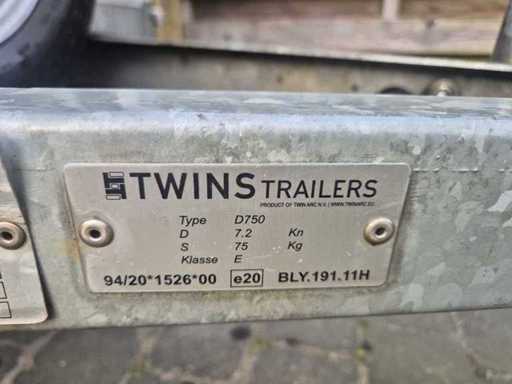 TWINS TRAILERS
PRODUCT OF TWIN ARC N.V. | WWW.TWINARC.EU
Type D750
D 7.2 Kn
S 75 Kg
Klasse E
94/20*1526*00 e20 BLY.191.11H